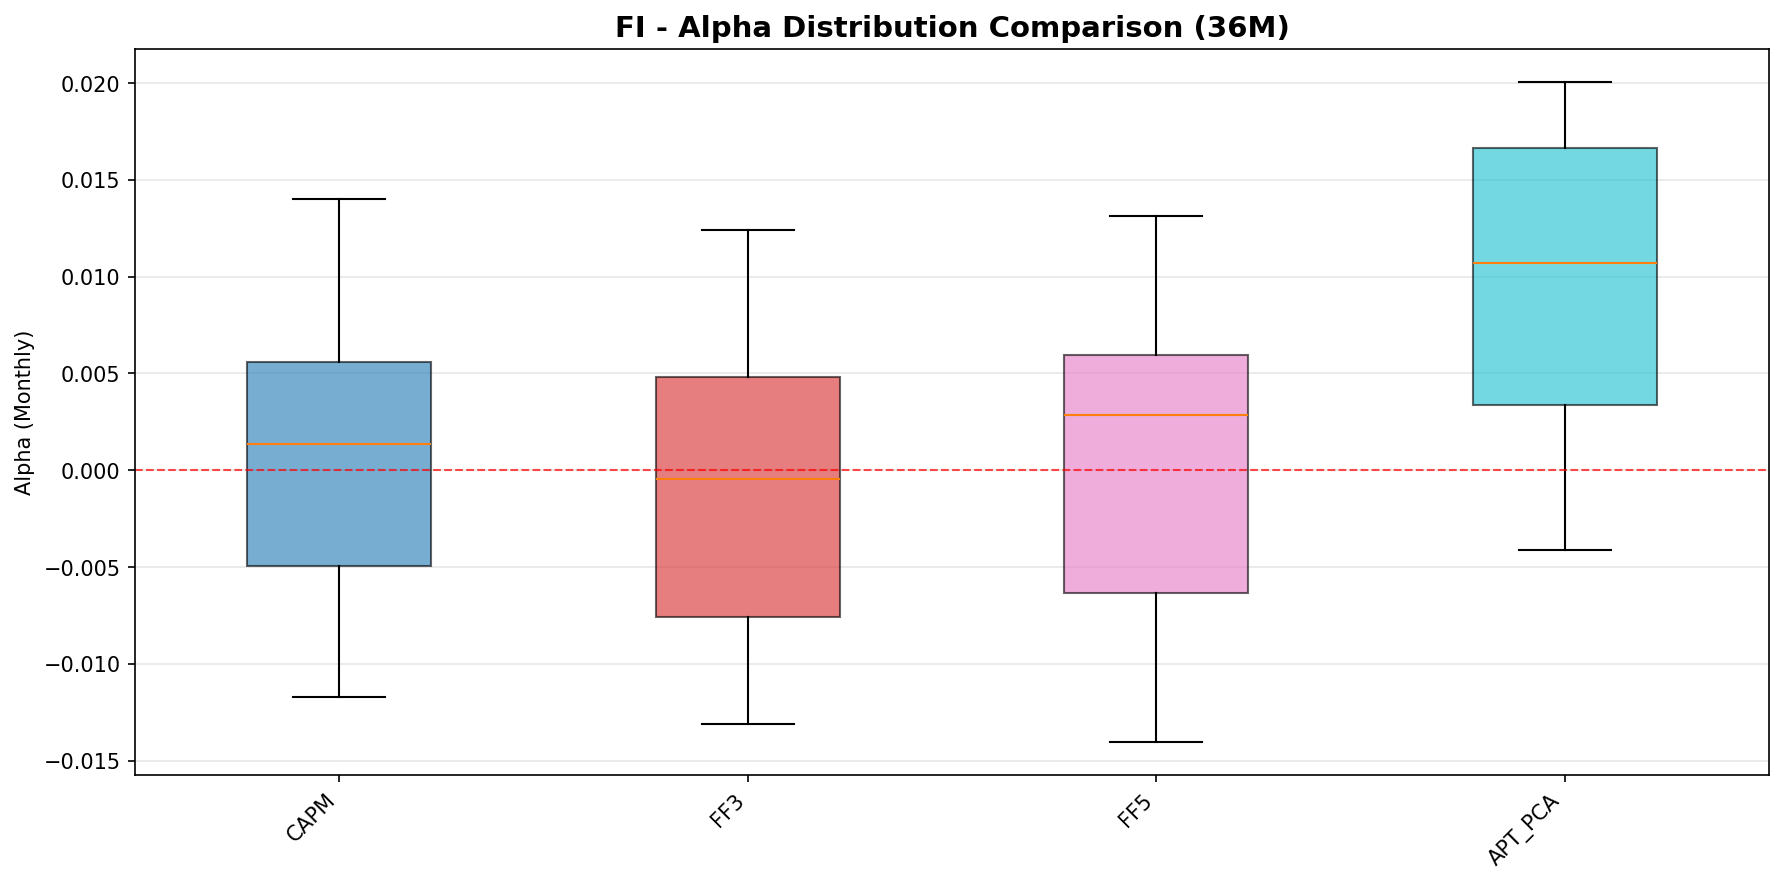 FI - Alpha Distribution Comparison (36M)
Alpha (Monthly)
0.020
0.015
0.010
0.005
0.000
−0.005
−0.010
−0.015
CAPM
FF3
FF5
APT_PCA